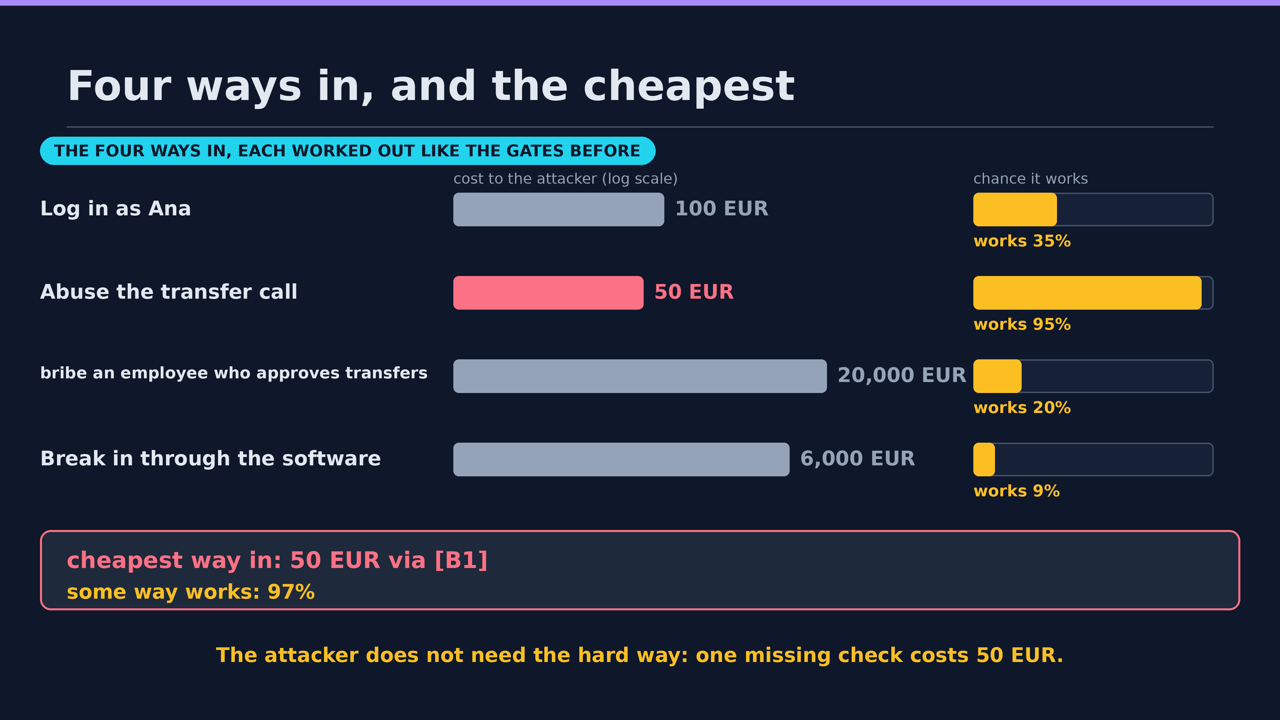 Four ways in, and the cheapest
THE FOUR WAYS IN, EACH WORKED OUT LIKE THE GATES BEFORE
cost to the attacker (log scale)
chance it works
Log in as Ana
100 EUR
works 35%
Abuse the transfer call
50 EUR
works 95%
bribe an employee who approves transfers
20,000 EUR
works 20%
Break in through the software
6,000 EUR
works 9%
cheapest way in: 50 EUR via [B1]
some way works: 97%
The attacker does not need the hard way: one missing check costs 50 EUR.